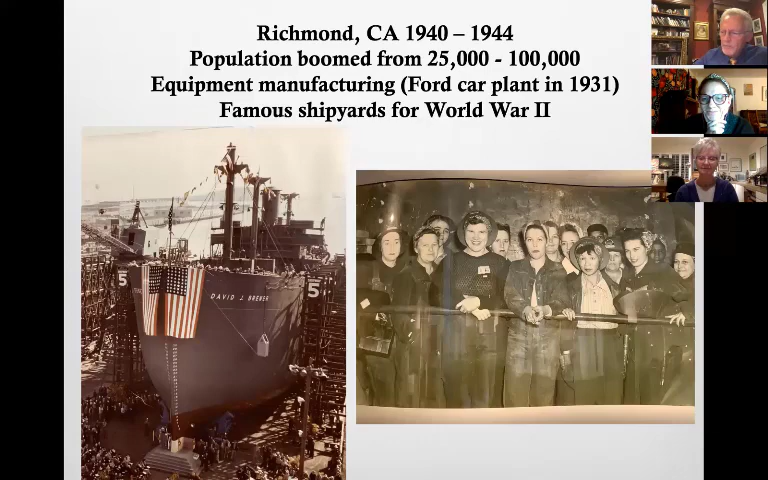 Richmond, CA 1940 – 1944
Population boomed from 25,000 - 100,000
Equipment manufacturing (Ford car plant in 1931)
Famous shipyards for World War II
5
DAVID J. BREWER
5